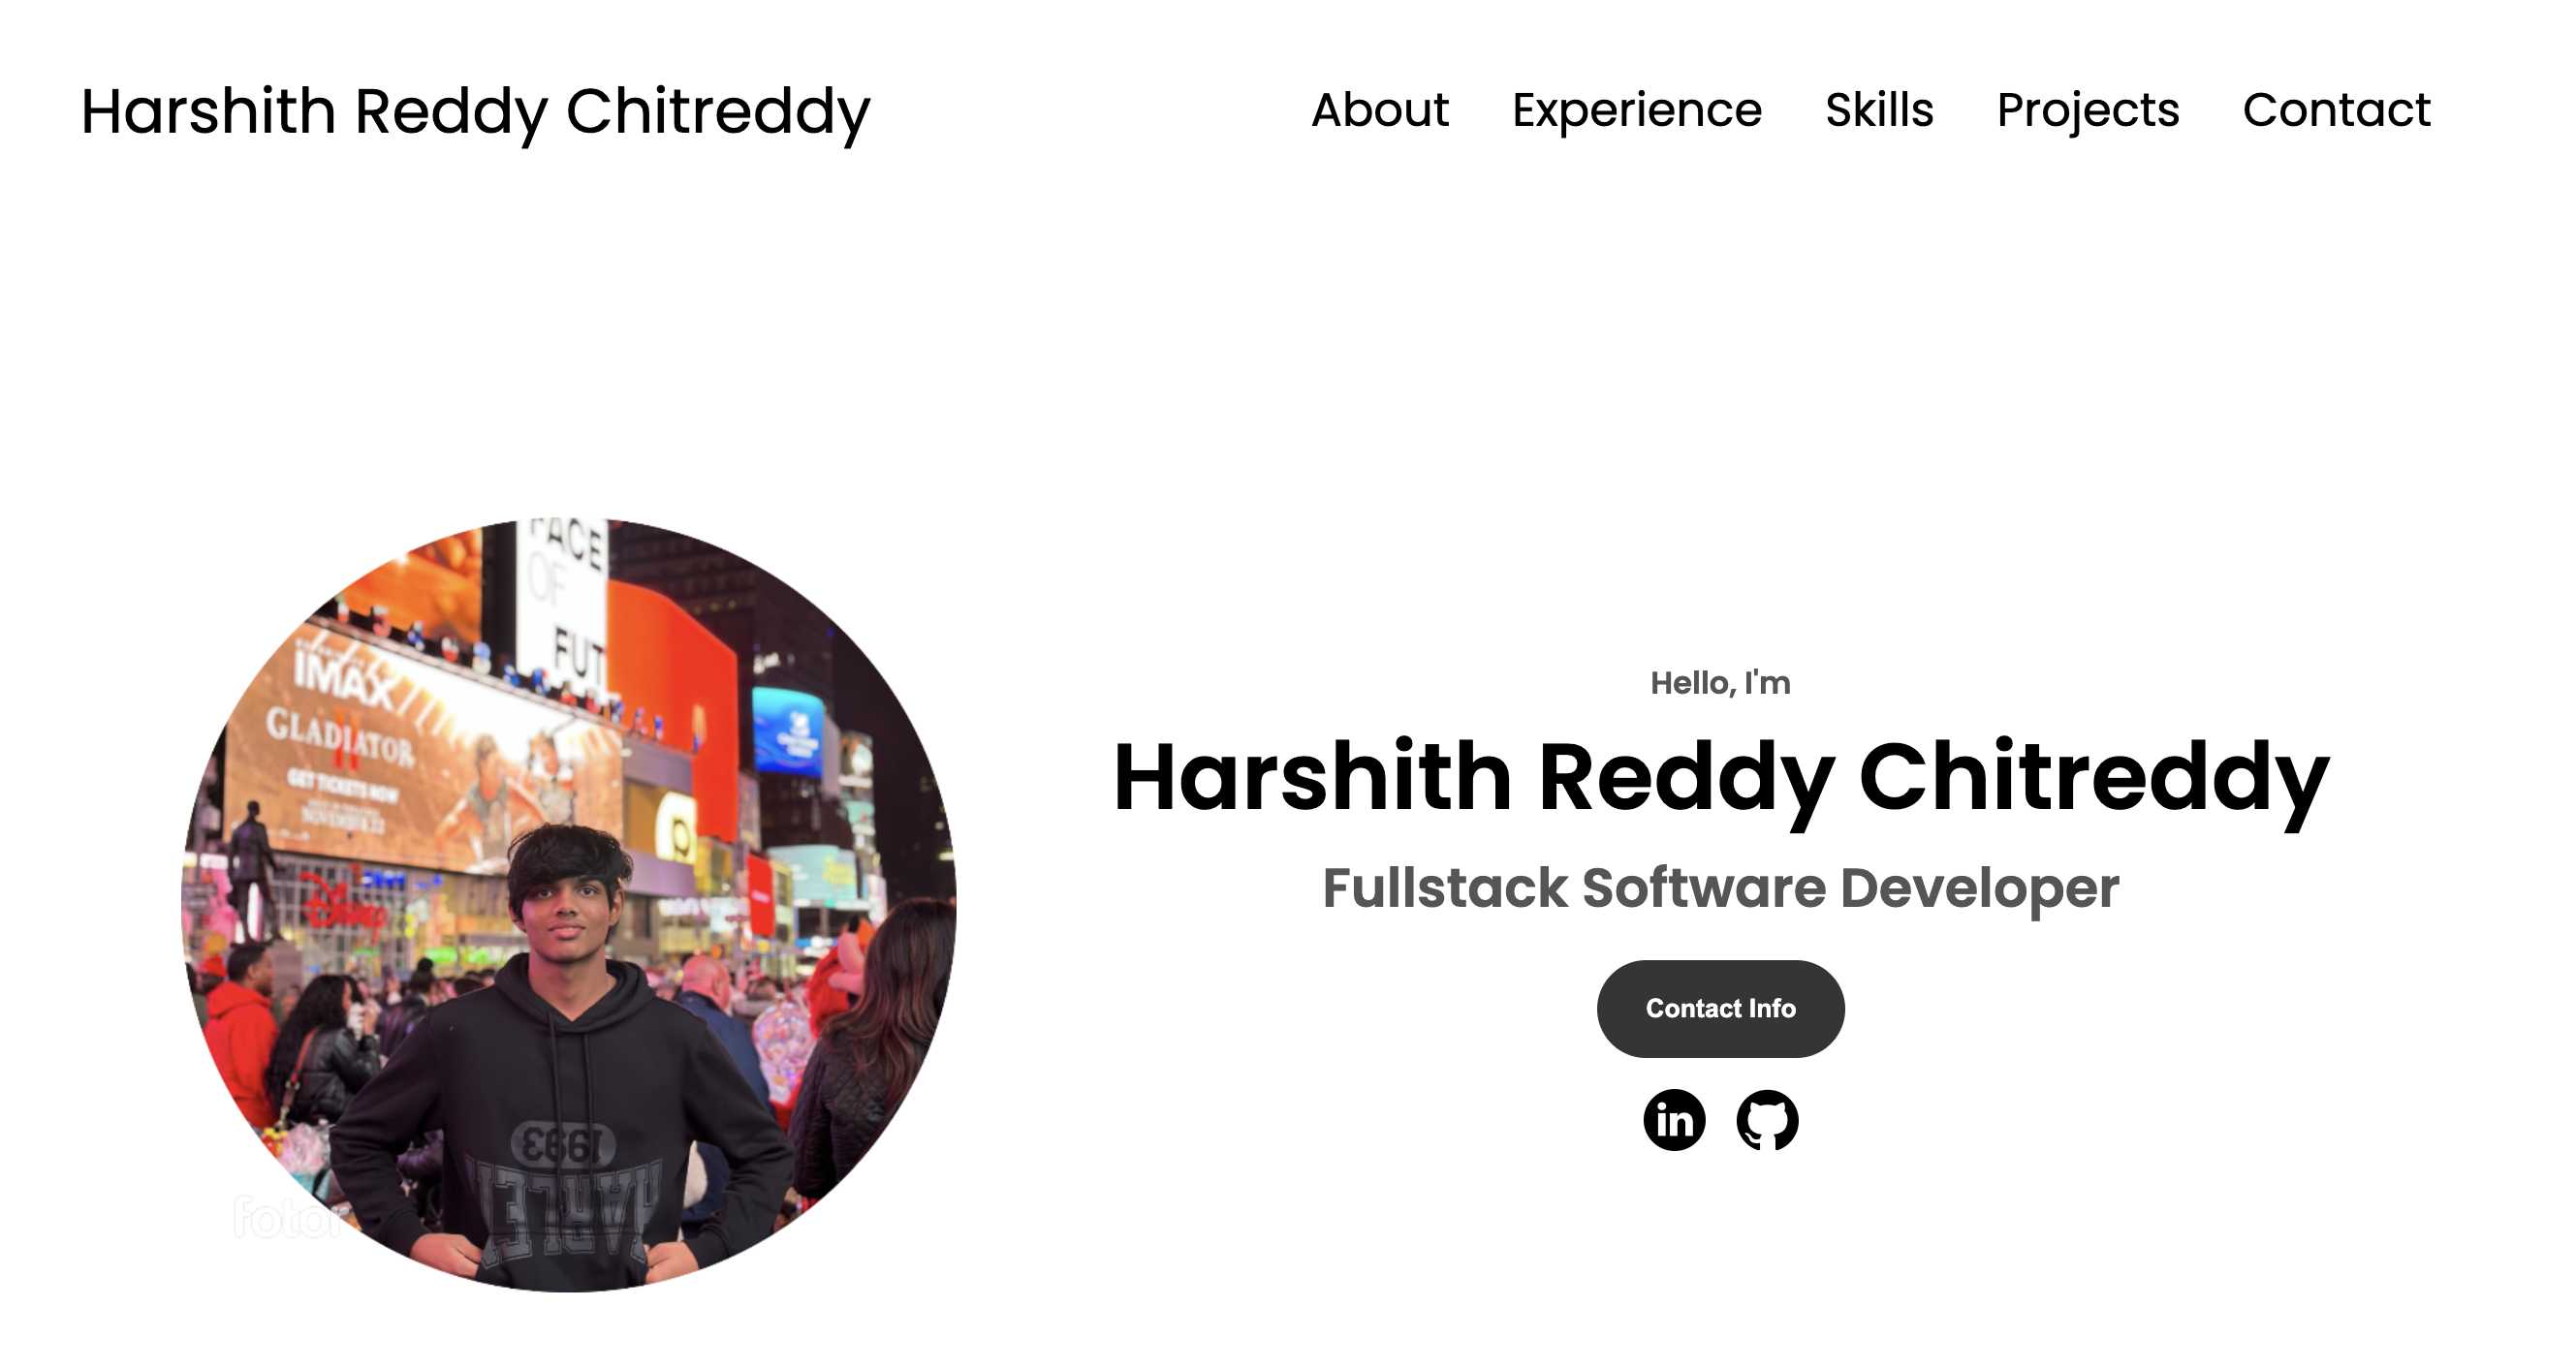 Harshith Reddy Chitreddy
About Experience Skills Projects Contact
FACE
OF
FUT
IMAX
GLADIATOR
II
GET TICKETS NOW
NOVEMBER 22
Disney
1993
HARLEM
fotor
Hello, I'm
Harshith Reddy Chitreddy
Fullstack Software Developer
Contact Info
in